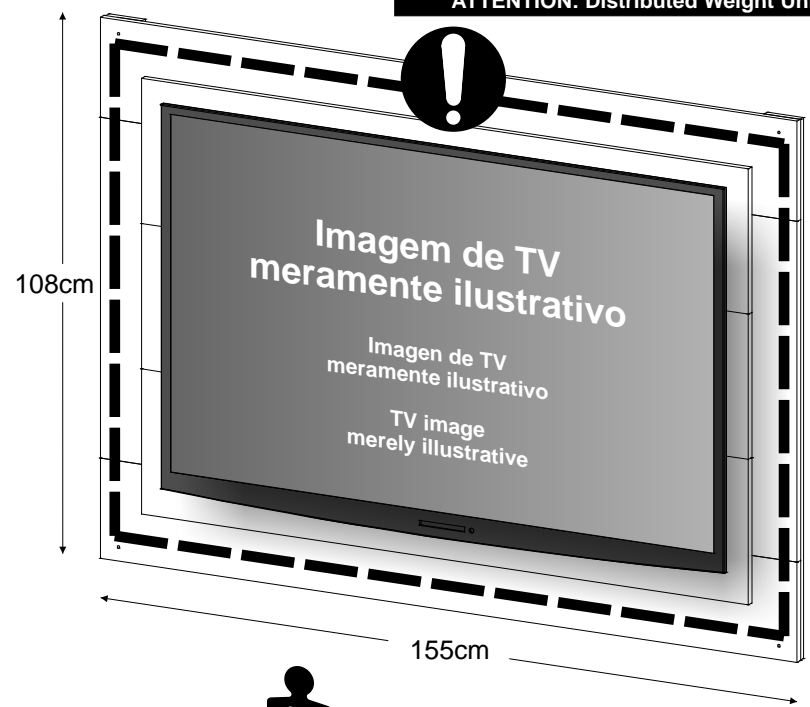 ATTENTION: Distributed Weight
108cm
Imagem de TV
meramente ilustrativo
Imagen de TV
meramente ilustrativo
TV image
merely illustrative
155cm